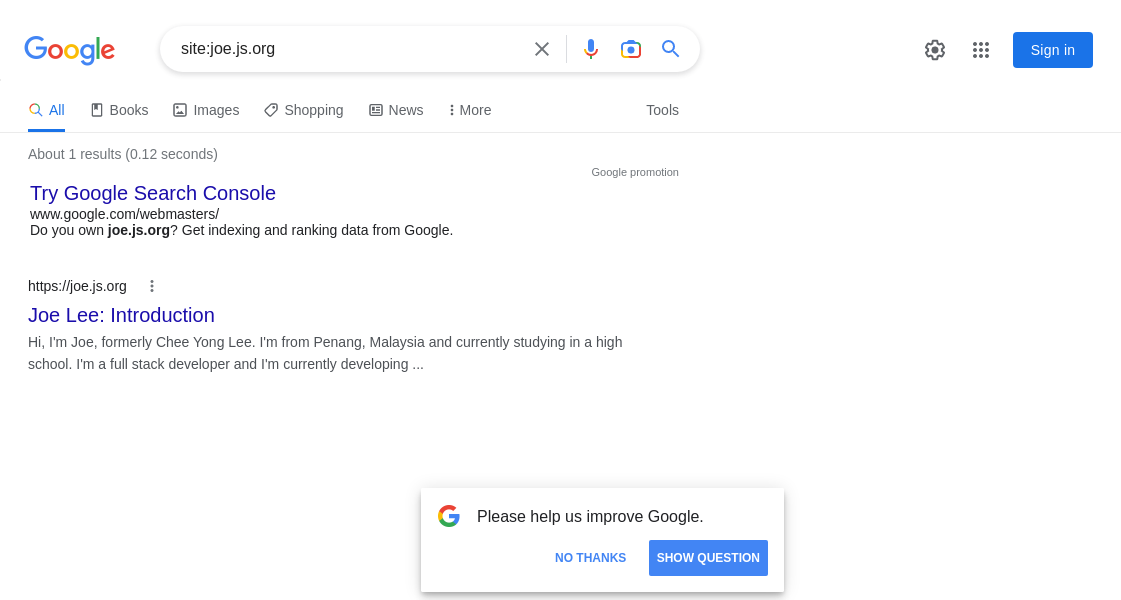 Google
site:joe.js.org
Sign in
All
Books
Images
Shopping
News
More
Tools
About 1 results (0.12 seconds)
Google promotion
Try Google Search Console
www.google.com/webmasters/
Do you own joe.js.org? Get indexing and ranking data from Google.
https://joe.js.org
Joe Lee: Introduction
Hi, I'm Joe, formerly Chee Yong Lee. I'm from Penang, Malaysia and currently studying in a high
school. I'm a full stack developer and I'm currently developing ...
Please help us improve Google.
NO THANKS
SHOW QUESTION